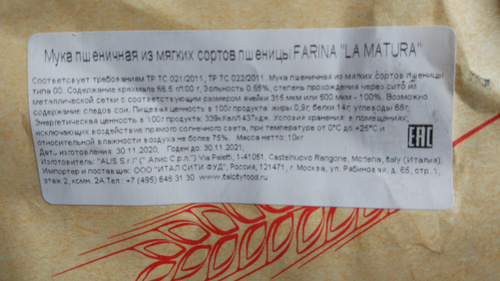 Мука пшеничная из мягких сортов пшеницы FARINA "LA MATURA"
Соответствует требованиям ТР ТС 021/2011, ТР ТС 023/2011. Мука пшеничная из мягких сортов пшеницы
типа 00. Содержание крахмала 66.5 г/100 г, Зольность 0.55%, степень прохождения через сито из
металлической сетки с соответствующим размером ячейки 315 мкм или 500 мкм - 100%. Возможно
содержание следов сои. Пищевая ценность в 100г продукта: жиры 0,9г, белки 14г, углеводы 68г;
Энергетическая ценность в 100г продукта: 339кКал/1437кдж. Условия хранения: в помещениях,
исключающих воздействие прямого солнечного света, при температуре от 0°С до +25°С и
относительной влажности воздуха не более 75%. Масса нетто: 10кг
Дата изготовления: 30.11.2020, Годен до: 30.11.2021;
Изготовитель: "ALIS S.r.l" (" Алис С.р.л.") Via Paletti, 1-41051, Castelnuovo Rangone, Modena, Italy (Италия).
Импортер и поставщик: ООО "ИТАЛ СИТИ ФУД", Россия, 121471, г. Москва, ул. Рябиновая, д. 65, стр. 1,
этаж 2, комн. 2А.Тел.: +7 (495) 646 31 30 www.italcityfood.ru
EAC